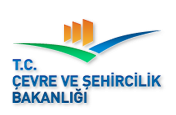 T.C.
ÇEVRE VE ŞEHİRCİLİK
BAKANLIĞI